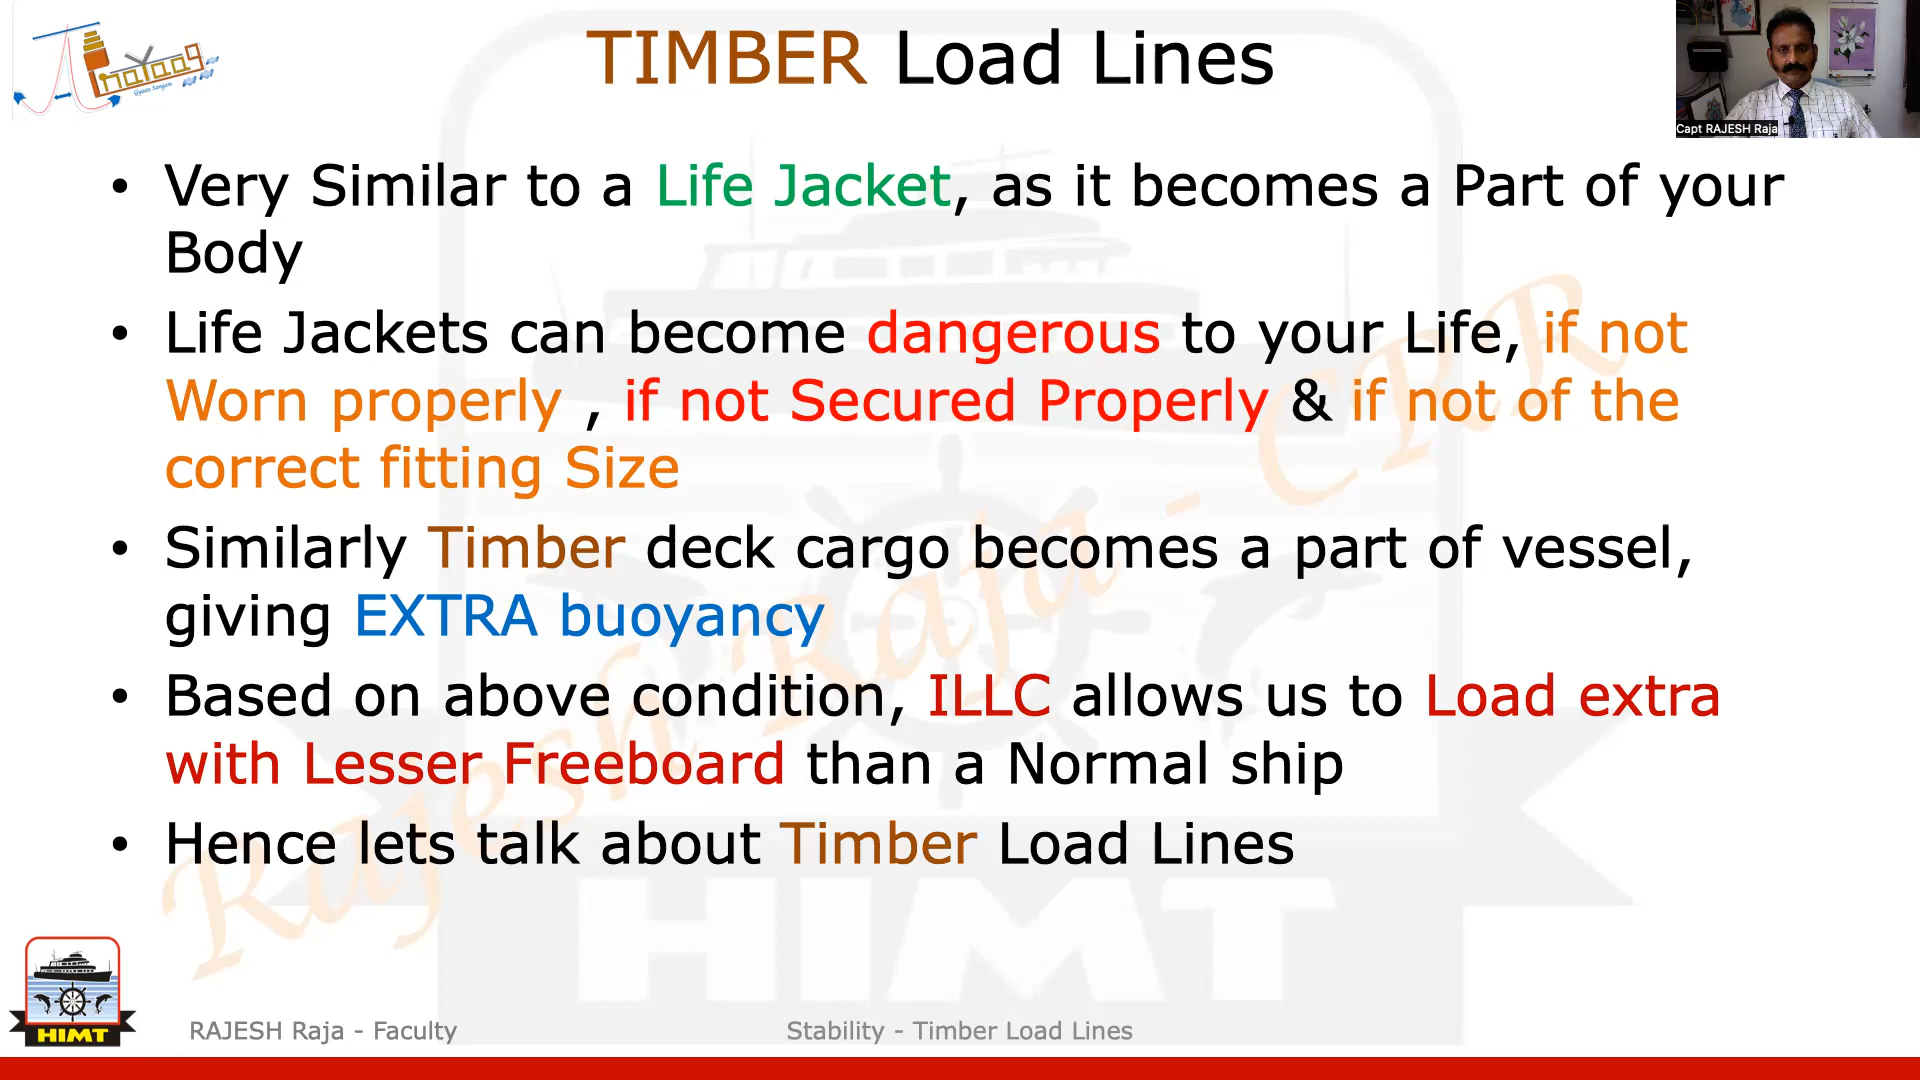 TIMBER Load Lines
Capt RAJESH Raja
• Very Similar to a Life Jacket, as it becomes a Part of your
Body
• Life Jackets can become dangerous to your Life, if not
Worn properly , if not Secured Properly & if not of the
correct fitting Size
• Similarly Timber deck cargo becomes a part of vessel,
giving EXTRA buoyancy
• Based on above condition, ILLC allows us to Load extra
with Lesser Freeboard than a Normal ship
• Hence lets talk about Timber Load Lines
Rajesh Raja - CPR
HIMT
HIMT
RAJESH Raja - Faculty
Stability - Timber Load Lines